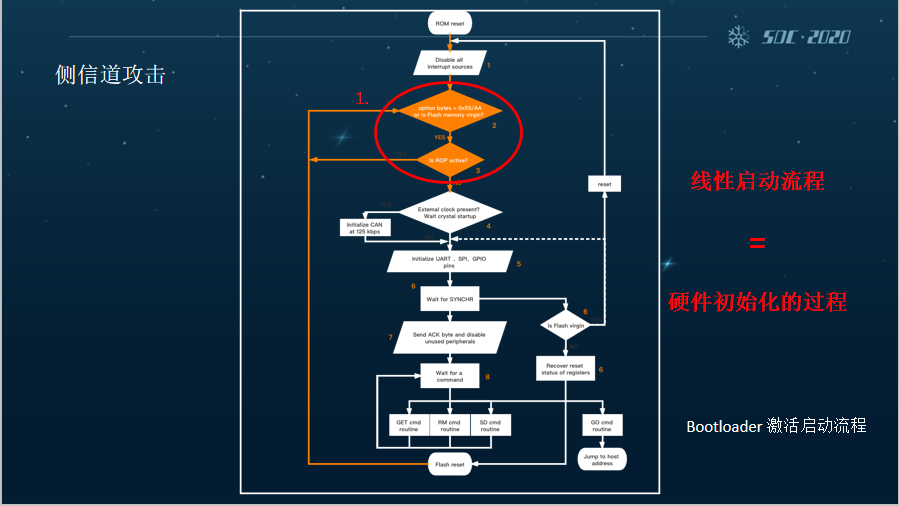 SDC·2020
侧信道攻击
ROM reset
Disable all
interrupt sources
1
1.
option bytes = 0x55/AA
or is Flash memory virgin?
2
YES
Is ROP active?
3
线性启动流程
=
硬件初始化的过程
reset
External clock present?
Wait crystal startup
4
YES
Initialize CAN
at 125 kbps
Initialize UART 、SPI、GPIO
pins
5
6
Wait for SYNCHR
6
Is Flash virgin
YES
NO
7
Send ACK byte and disable
unused peripherals
Recover reset
status of registers
6
Wait for a
command
8
GET cmd
routine
RM cmd
routine
SD cmd
routine
GO cmd
routine
Bootloader 激活启动流程
Flash reset
Jump to host
address